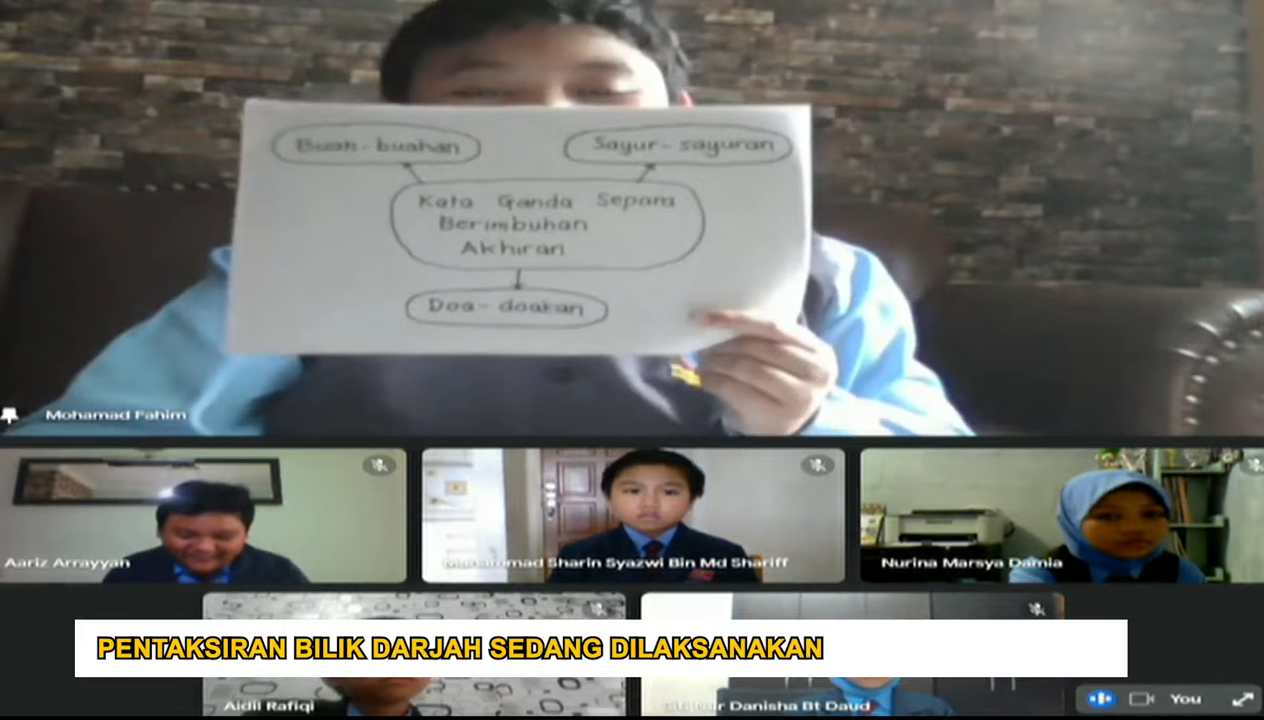 Buah-buahan
Sayur-sayuran
Kata Ganda Separa
Berimbuhan
Akhiran
Doa-doakan
Mohamad Fahim
Aariz Arrayyan
Muhammad Sharin Syazwi Bin Md Shariff
Nurina Marsya Damia
PENTAKSIRAN BILIK DARJAH SEDANG DILAKSANAKAN
Aidil Rafiqi
Danisha Bt Daud
You